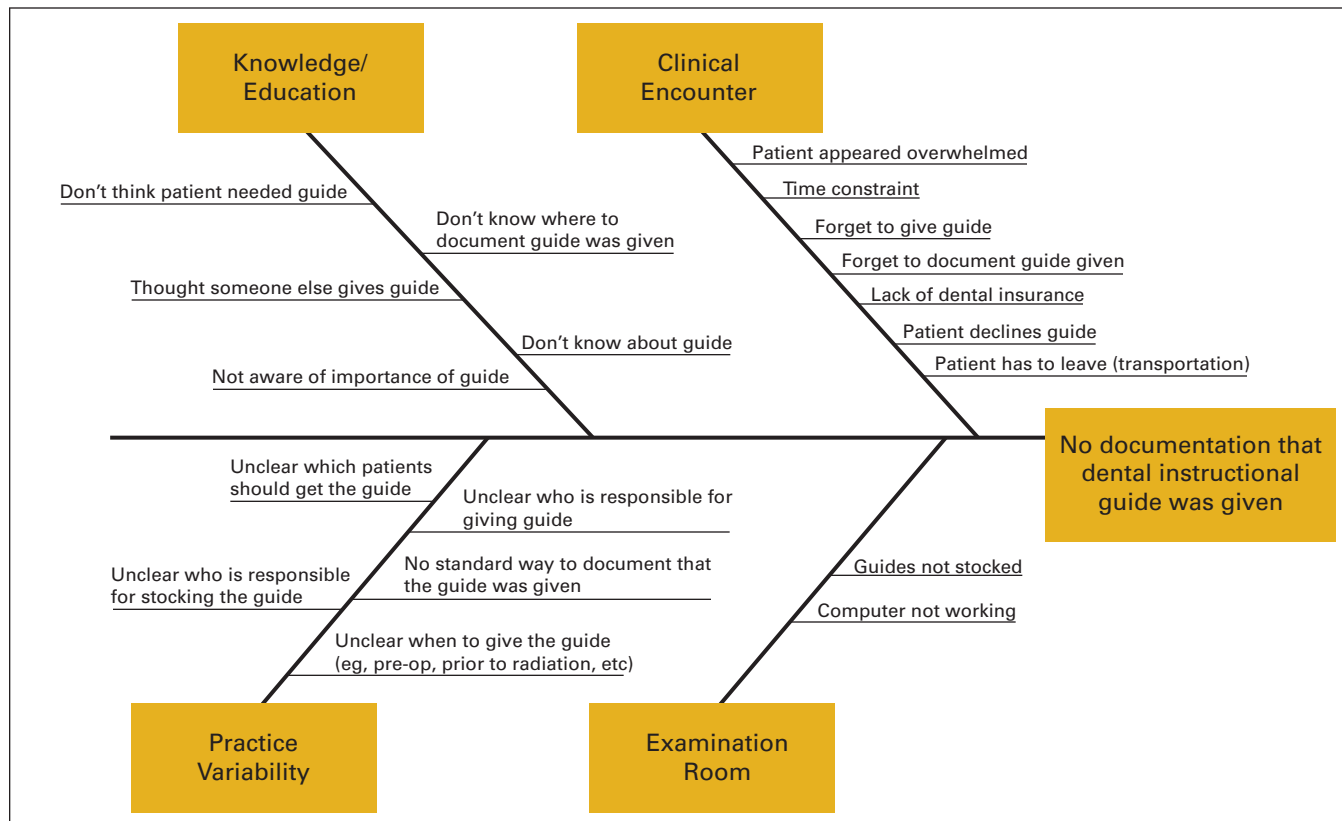 Knowledge/
Education
Clinical
Encounter
Patient appeared overwhelmed
Time constraint
Forget to give guide
Forget to document guide given
Lack of dental insurance
Patient declines guide
Patient has to leave (transportation)
Don’t think patient needed guide
Don’t know where to
document guide was given
Thought someone else gives guide
Don’t know about guide
Not aware of importance of guide
No documentation that
dental instructional
guide was given
Unclear which patients
should get the guide
Unclear who is responsible for
giving guide
Unclear who is responsible
for stocking the guide
No standard way to document that
the guide was given
Unclear when to give the guide
(eg, pre-op, prior to radiation, etc)
Guides not stocked
Computer not working
Practice
Variability
Examination
Room